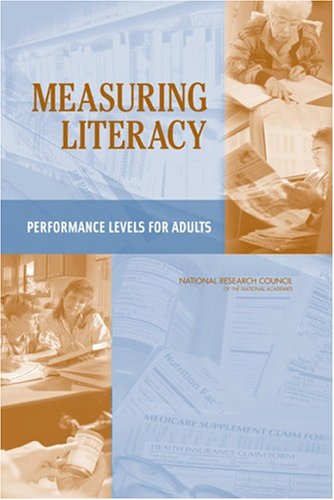 MEASURING
LITERACY
PERFORMANCE LEVELS FOR ADULTS
NATIONAL RESEARCH COUNCIL
OF THE NATIONAL ACADEMIES
Nutrition Fac
MEDICARE SUPPLEMENT CLAIM FOR
HEALTH INSURANCE CLAIM FORM